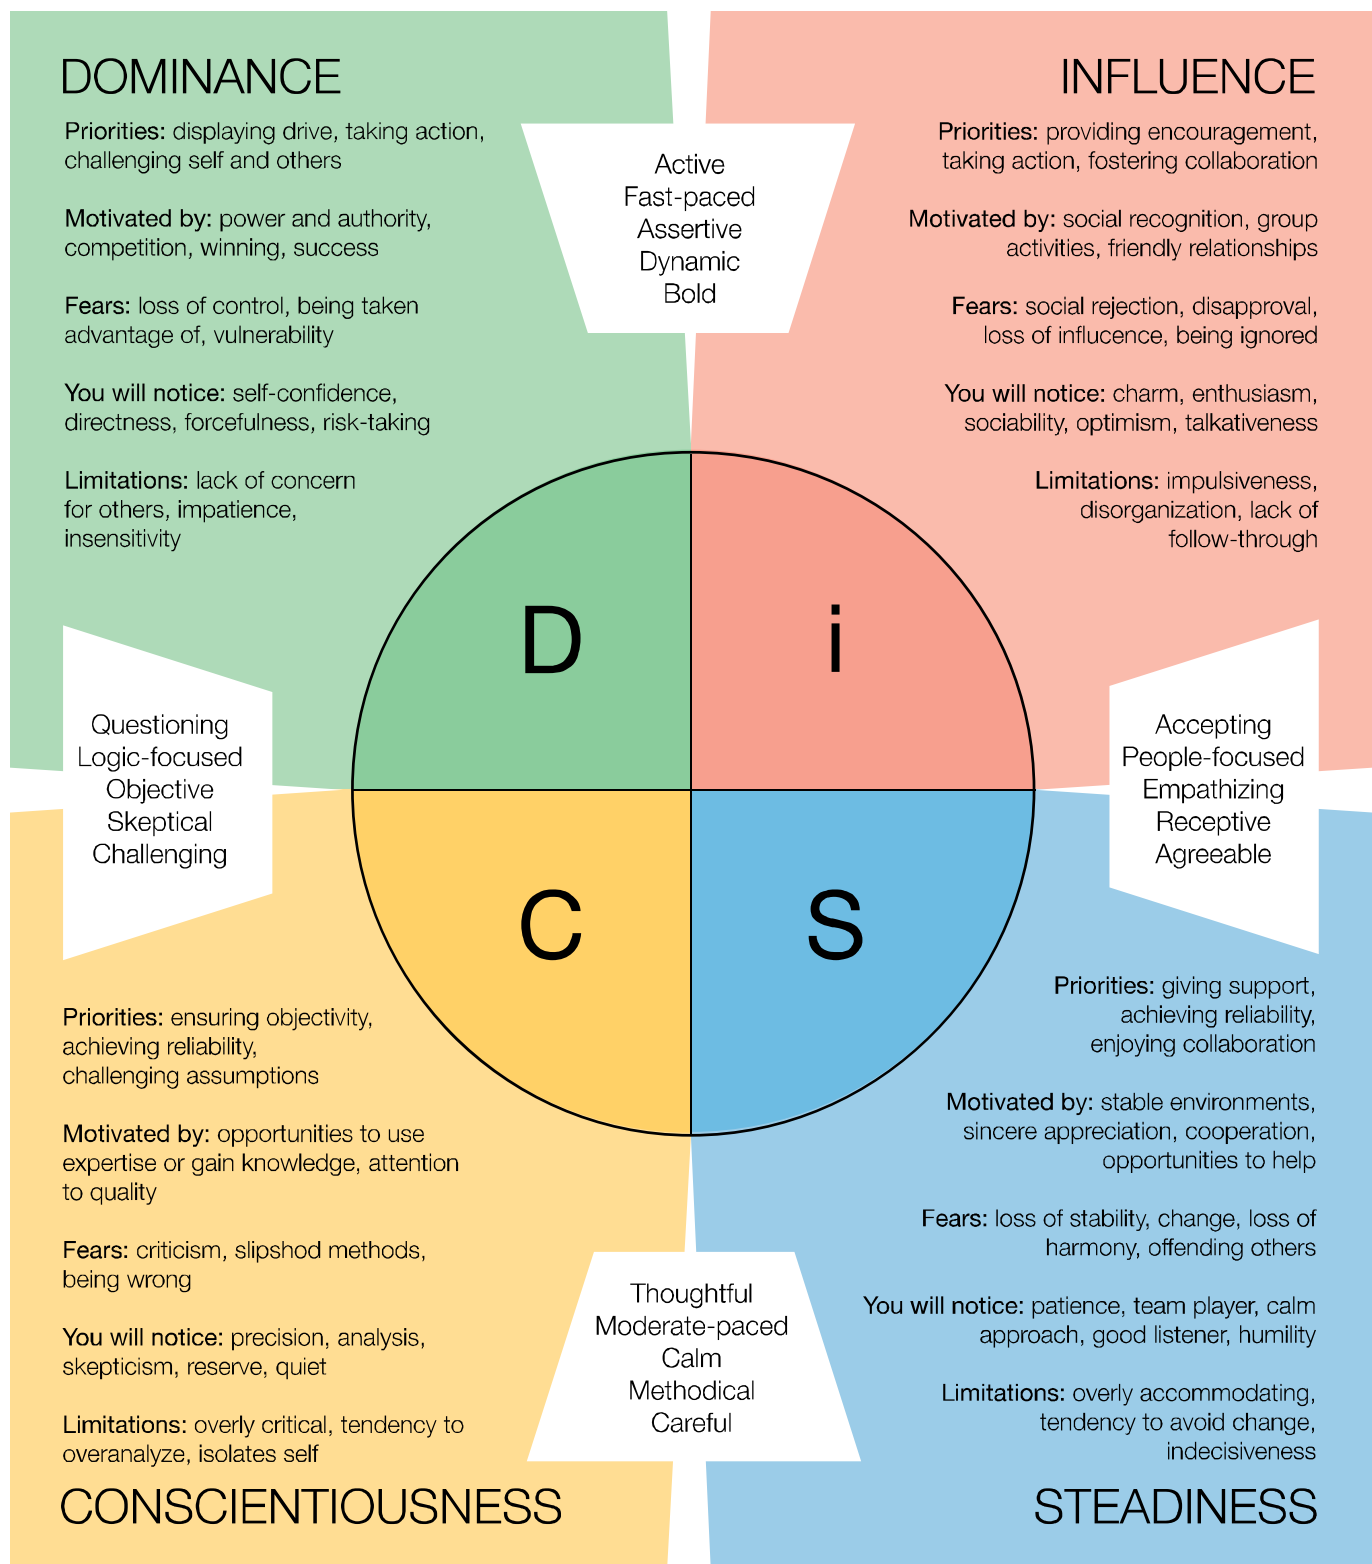 DOMINANCE
Priorities: displaying drive, taking action,
challenging self and others
Motivated by: power and authority,
competition, winning, success
Fears: loss of control, being taken
advantage of, vulnerability
You will notice: self-confidence,
directness, forcefulness, risk-taking
Limitations: lack of concern
for others, impatience,
insensitivity
Active
Fast-paced
Assertive
Dynamic
Bold
INFLUENCE
Priorities: providing encouragement,
taking action, fostering collaboration
Motivated by: social recognition, group
activities, friendly relationships
Fears: social rejection, disapproval,
loss of influcence, being ignored
You will notice: charm, enthusiasm,
sociability, optimism, talkativeness
Limitations: impulsiveness,
disorganization, lack of
follow-through
D
i
Questioning
Logic-focused
Objective
Skeptical
Challenging
Accepting
People-focused
Empathizing
Receptive
Agreeable
C
S
Priorities: ensuring objectivity,
achieving reliability,
challenging assumptions
Motivated by: opportunities to use
expertise or gain knowledge, attention
to quality
Fears: criticism, slipshod methods,
being wrong
You will notice: precision, analysis,
skepticism, reserve, quiet
Limitations: overly critical, tendency to
overanalyze, isolates self
CONSCIENTIOUSNESS
Thoughtful
Moderate-paced
Calm
Methodical
Careful
Priorities: giving support,
achieving reliability,
enjoying collaboration
Motivated by: stable environments,
sincere appreciation, cooperation,
opportunities to help
Fears: loss of stability, change, loss of
harmony, offending others
You will notice: patience, team player, calm
approach, good listener, humility
Limitations: overly accommodating,
tendency to avoid change,
indecisiveness
STEADINESS